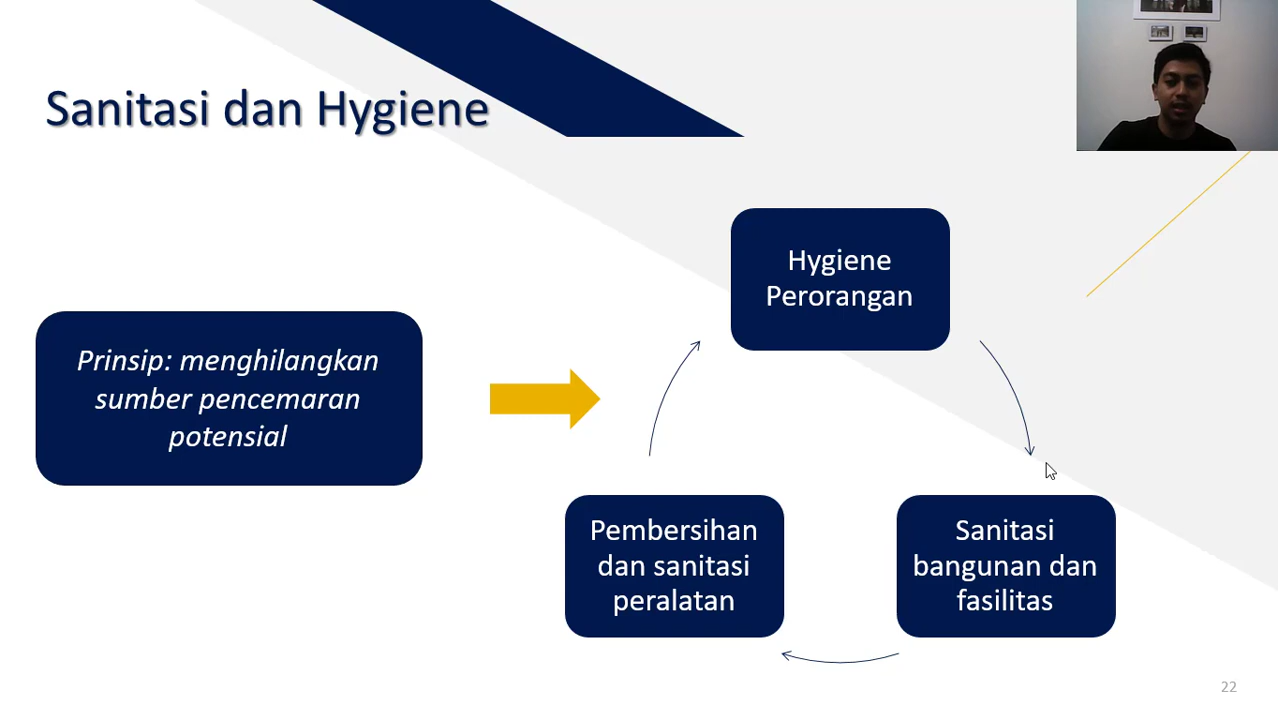 Sanitasi dan Hygiene
Prinsip: menghilangkan
sumber pencemaran
potensial
Hygiene
Perorangan
Sanitasi
bangunan dan
fasilitas
Pembersihan
dan sanitasi
peralatan
22